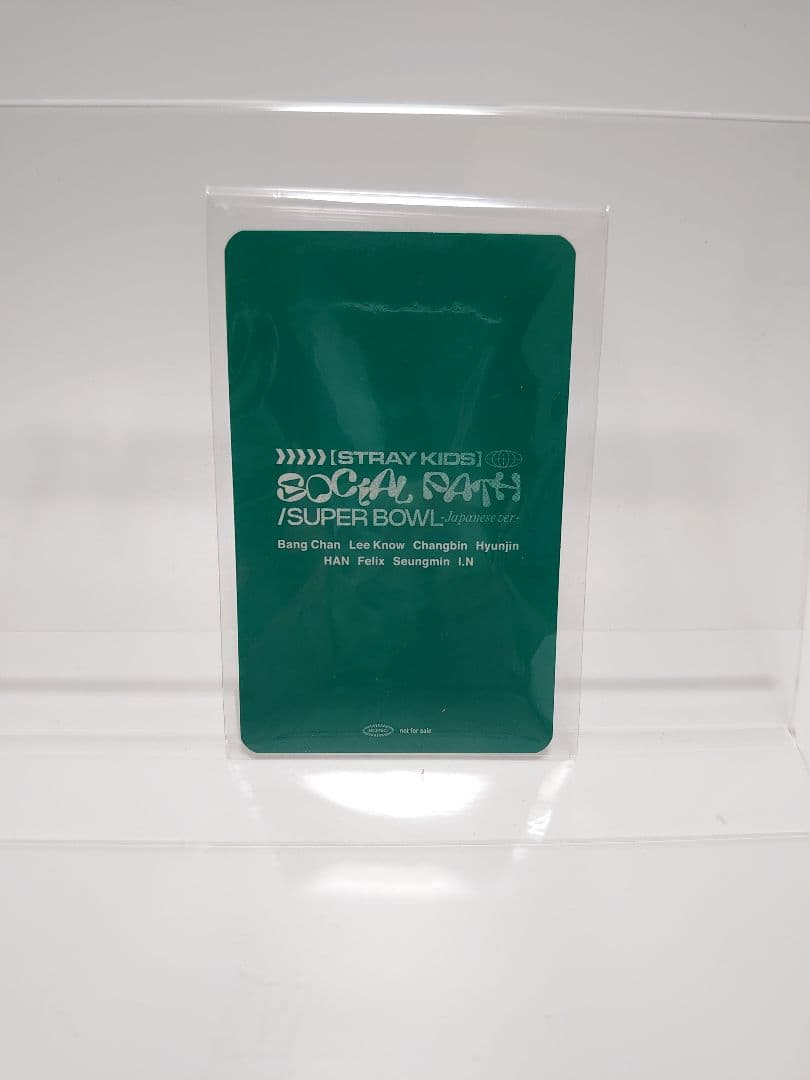 [STRAY KIDS]
SOCIAL PATH
/SUPER BOWL -Japanese ver.-
Bang Chan Lee Know Changbin Hyunjin
HAN Felix Seungmin I.N
not for sale